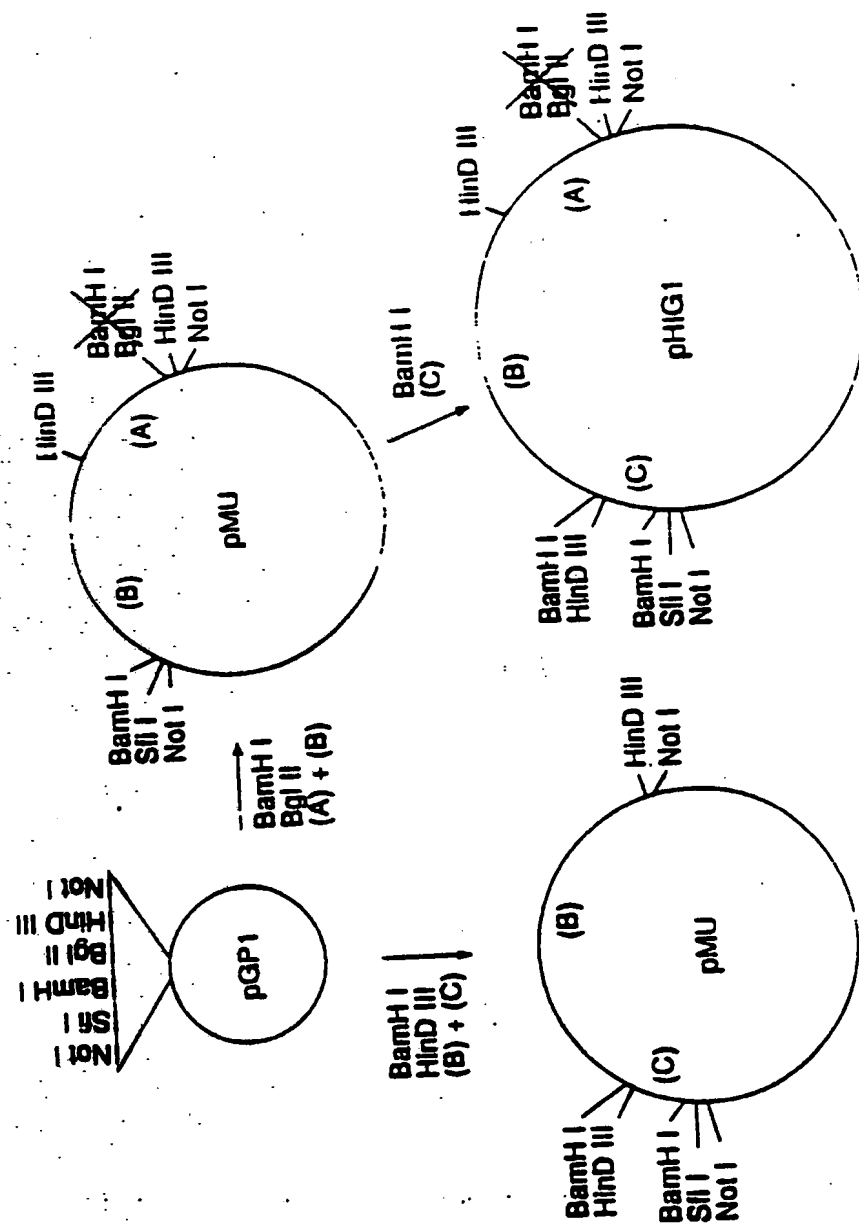 Not I
Sfi I
BamH I
Bgl II
HinD III
Not I
pGP1
BamH I
Bgl II
(A) + (B)
BamH I
Sfi I
Not I
(B)
HinD III
(A)
BamH I
Bgl II
HinD III
Not I
pMU
BamH I
HinD III
(B) + (C)
BamH I
(C)
BamH I
HinD III
(C)
BamH I
Sfi I
Not I
(B)
HinD III
Not I
pMU
BamH I
HinD III
(C)
BamH I
Sfi I
Not I
(B)
HinD III
(A)
BamH I
Bgl II
HinD III
Not I
pHIG1